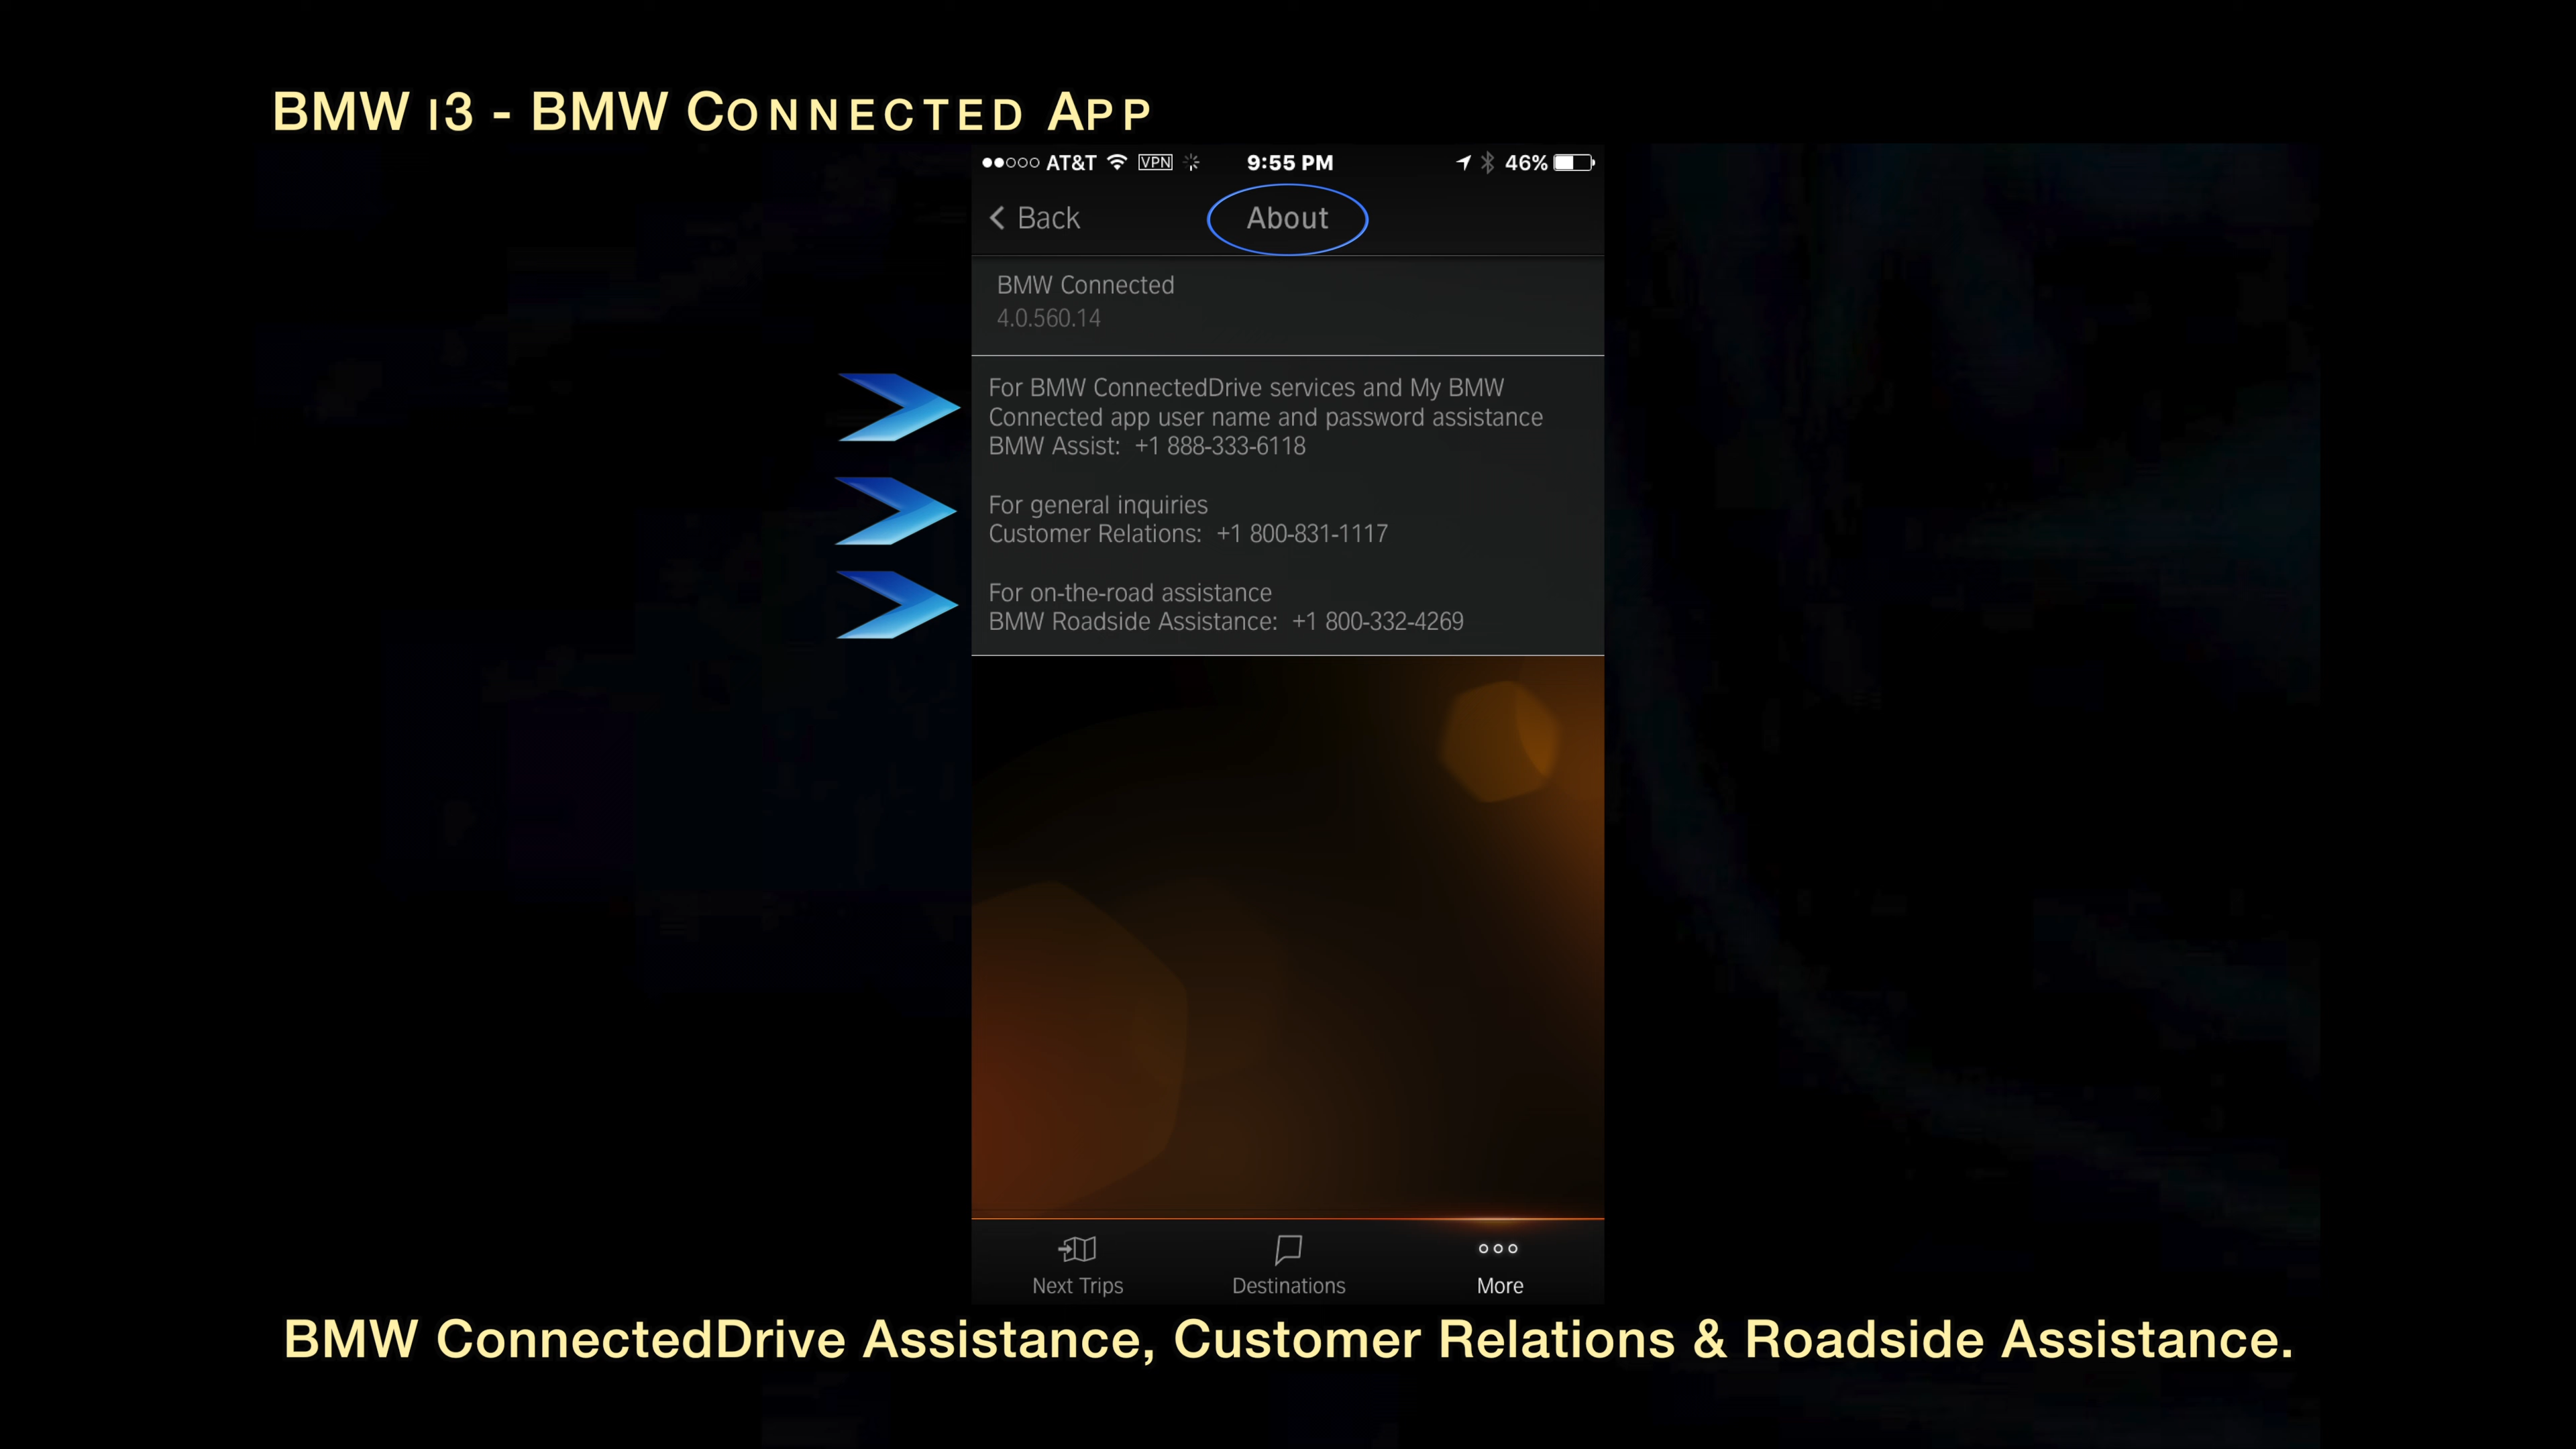 BMW i3 - BMW Connected App
AT&T VPN 9:55 PM 46%
Back About
BMW Connected
4.0.560.14
For BMW ConnectedDrive services and My BMW
Connected app user name and password assistance
BMW Assist: +1 888-333-6118
For general inquiries
Customer Relations: +1 800-831-1117
For on-the-road assistance
BMW Roadside Assistance: +1 800-332-4269
Next Trips Destinations More
BMW ConnectedDrive Assistance, Customer Relations & Roadside Assistance.